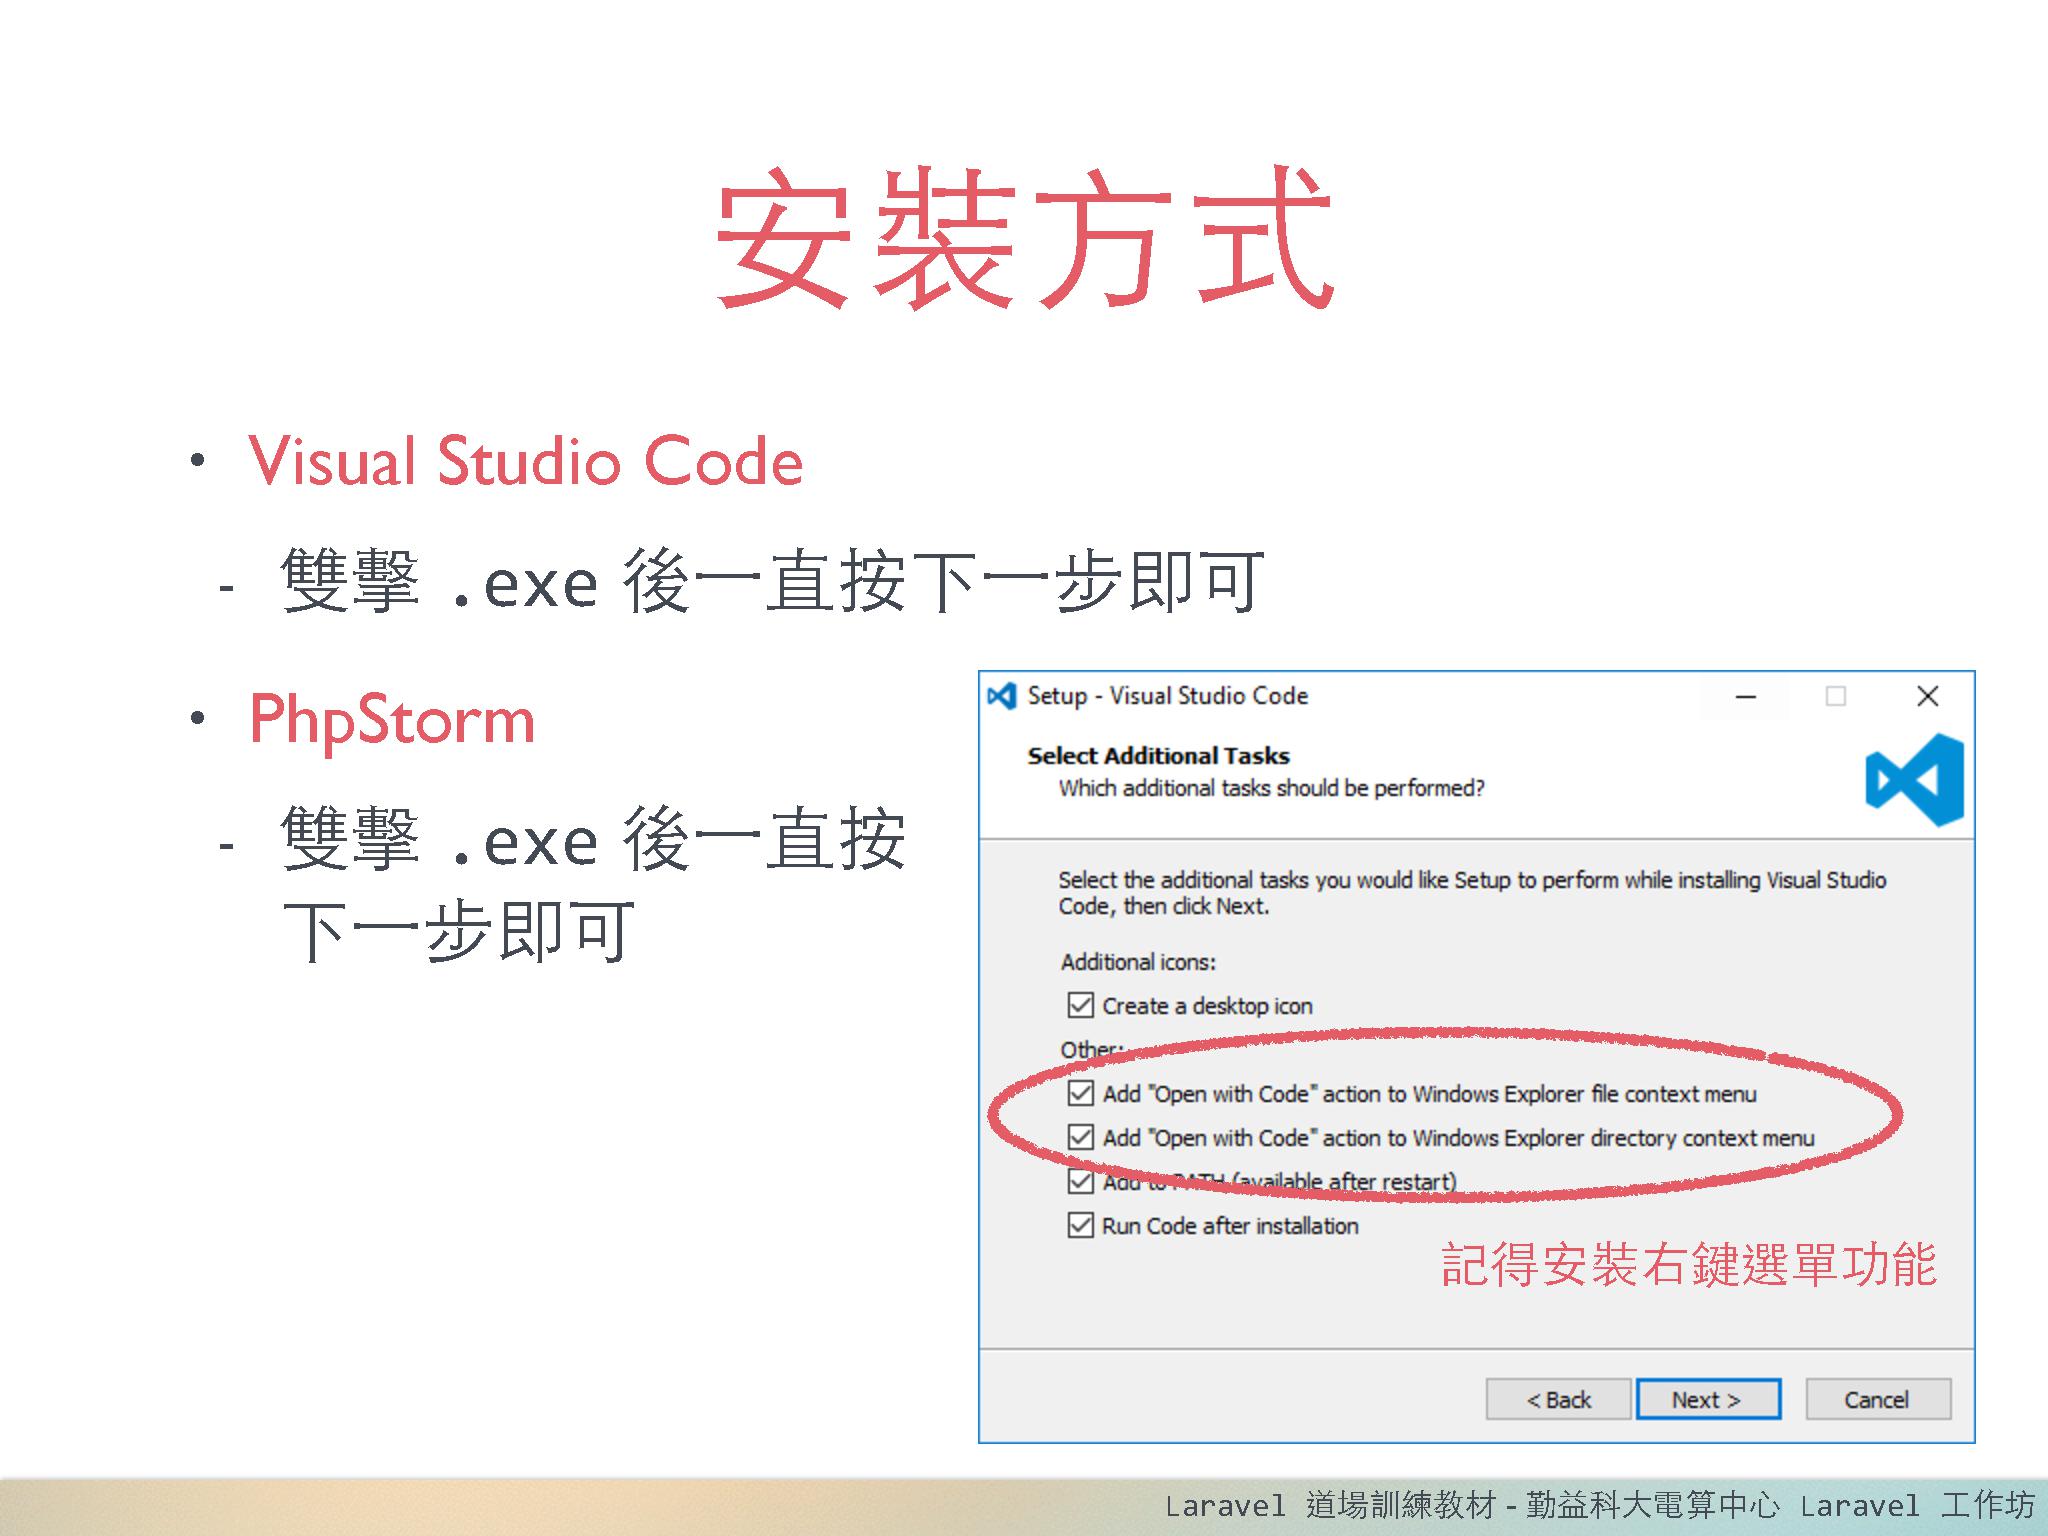 安裝方式
• Visual Studio Code
- 雙擊 .exe 後一直按下一步即可
• PhpStorm
- 雙擊 .exe 後一直按
下一步即可
Setup - Visual Studio Code
Select Additional Tasks
Which additional tasks should be performed?
Select the additional tasks you would like Setup to perform while installing Visual Studio
Code, then click Next.
Additional icons:
Create a desktop icon
Other:
Add "Open with Code" action to Windows Explorer file context menu
Add "Open with Code" action to Windows Explorer directory context menu
Add to PATH (available after restart)
Run Code after installation
記得安裝右鍵選單功能
< Back Next > Cancel
Laravel 道場訓練教材 - 勤益科大電算中心 Laravel 工作坊